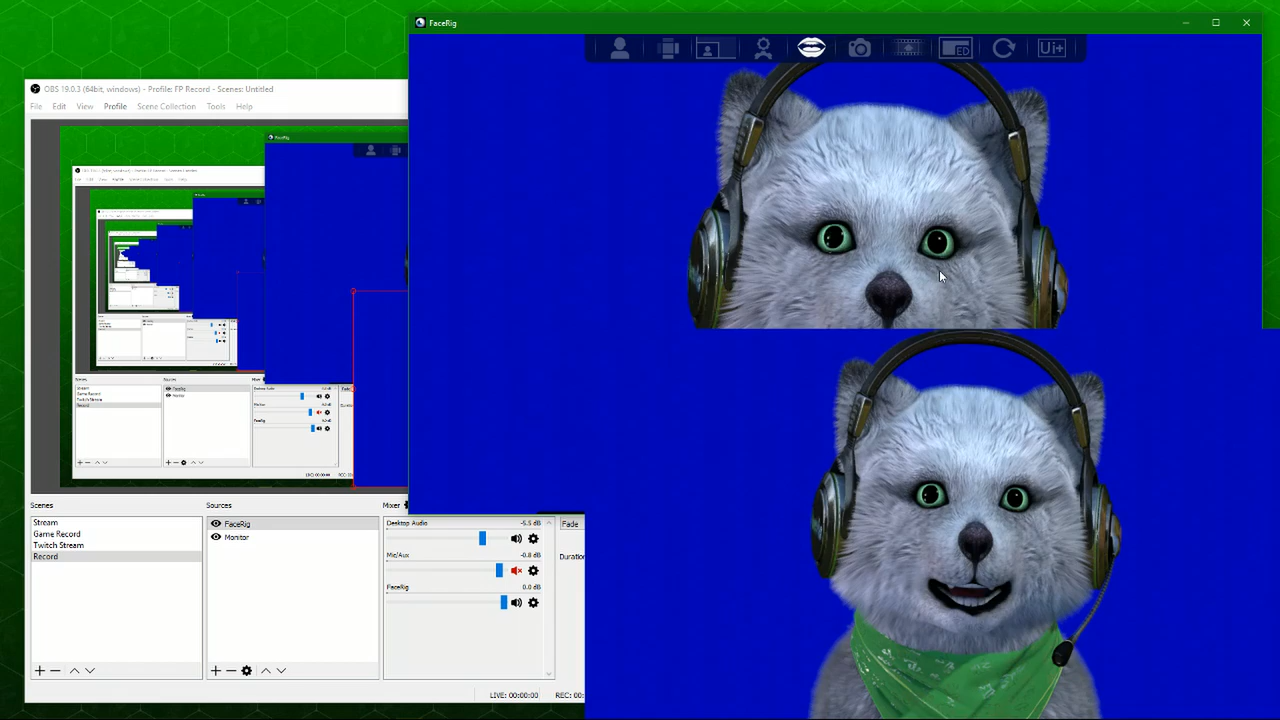 FaceRig
ED
Ui+
OBS 19.0.3 (64bit, windows) - Profile: FP Record - Scenes: Untitled
File Edit View Profile Scene Collection Tools Help
Scenes
Sources
Mixer
Stream
Game Record
Twitch Stream
Record
FaceRig
Monitor
Desktop Audio -5.5 dB
Mic/Aux -0.8 dB
FaceRig 0.0 dB
Fade
Duration
LIVE: 00:00:00 REC: 00: